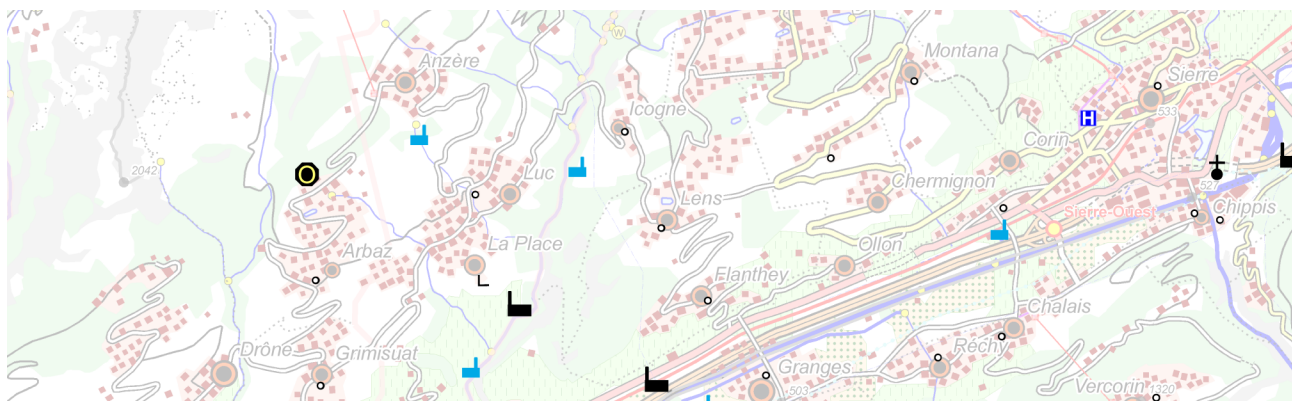 W
Anzère
Montana
Sierre
533
H
Icogne
Corin
2042
Luc
Chermignon
527
Lens
Sierre-Ouest
Chippis
Arbaz
La Place
Ollon
Flanthey
L
Chalais
Drône
Grimisuat
Granges
Réchy
503
Vercorin 1320